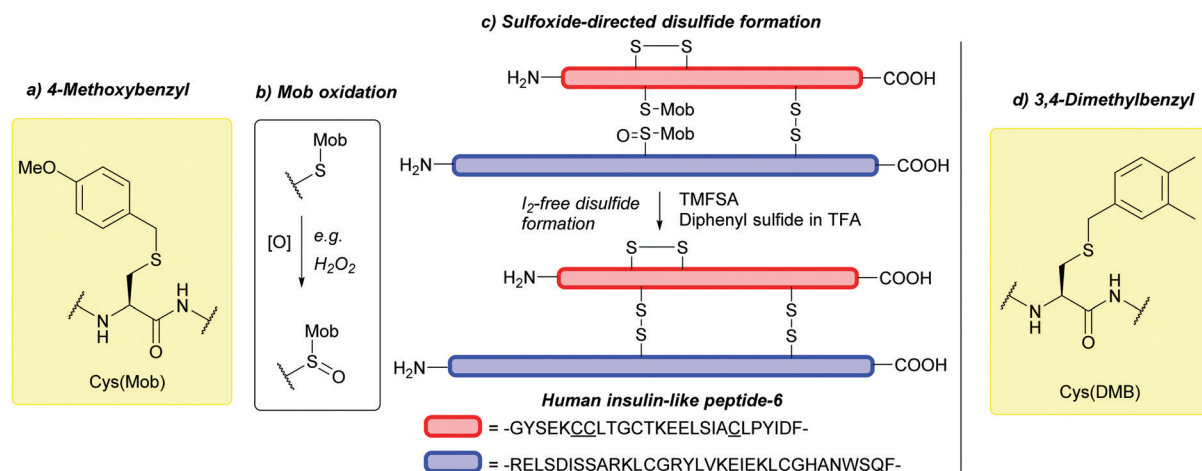 a) 4-Methoxybenzyl
MeO
S
N
H
HN
O
Cys(Mob)
b) Mob oxidation
Mob
S
[O]
e.g.
H₂O₂
Mob
S
O
c) Sulfoxide-directed disulfide formation
S S
H₂N
COOH
S-Mob
S
O=S-Mob
S
H₂N
COOH
I₂-free disulfide
formation
TMFSA
Diphenyl sulfide in TFA
S S
H₂N
COOH
S S
S S
H₂N
COOH
Human insulin-like peptide-6
= -GYSEKCCLTGCTKEELSIACLPYIDF-
= -RELSDISSARKLCGRYLVKEIEKLCGHANWSQF-
d) 3,4-Dimethylbenzyl
S
N
H
HN
O
Cys(DMB)